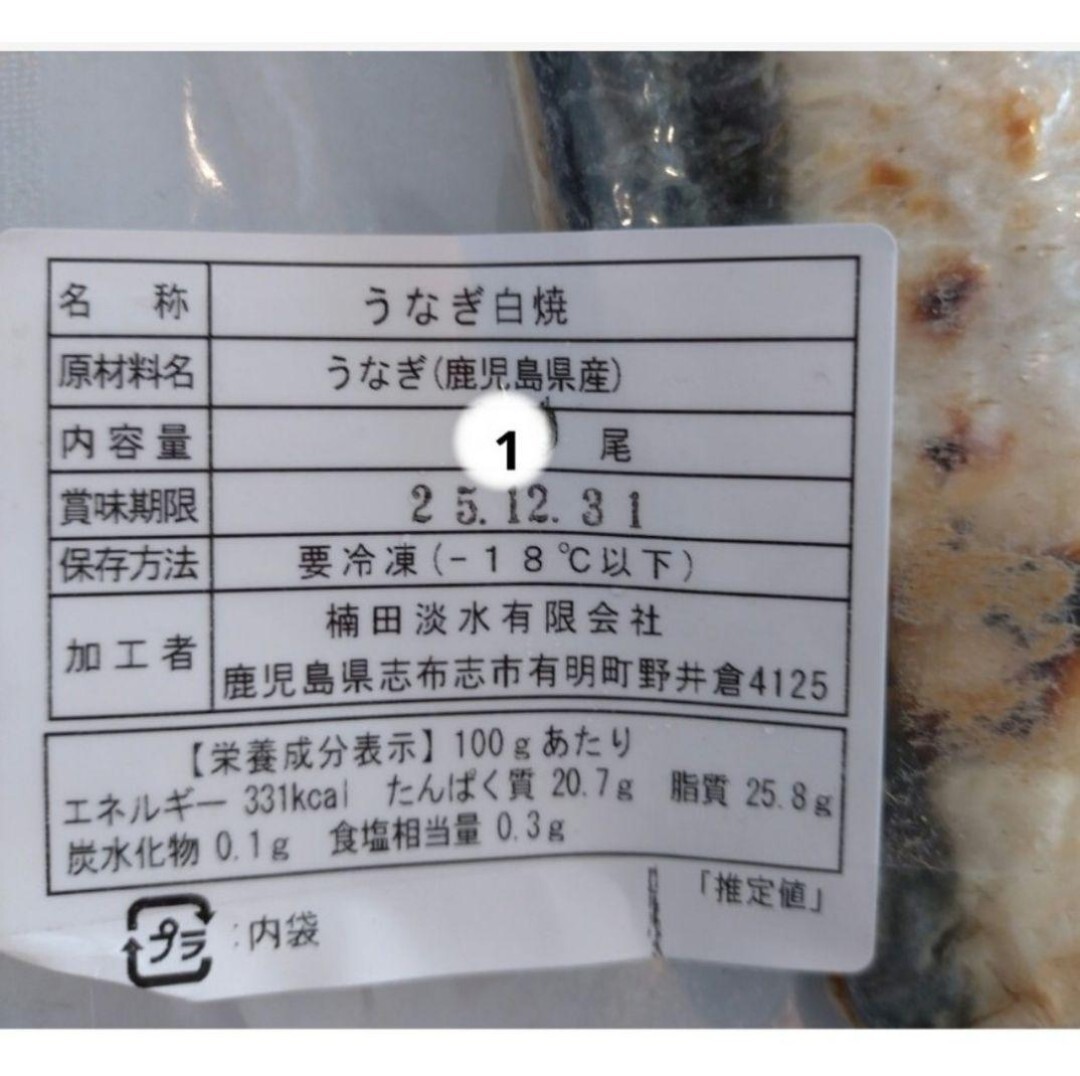 名称 うなぎ白焼
原材料名 うなぎ(鹿児島県産)
内容量 1 尾
賞味期限 25.12.31
保存方法 要冷凍(-18℃以下)
加工者 楠田淡水有限会社
鹿児島県志布志市有明町野井倉4125
【栄養成分表示】100gあたり
エネルギー 331kcal たんぱく質 20.7g 脂質 25.8g
炭水化物 0.1g 食塩相当量 0.3g
「推定値」
プラ :内袋